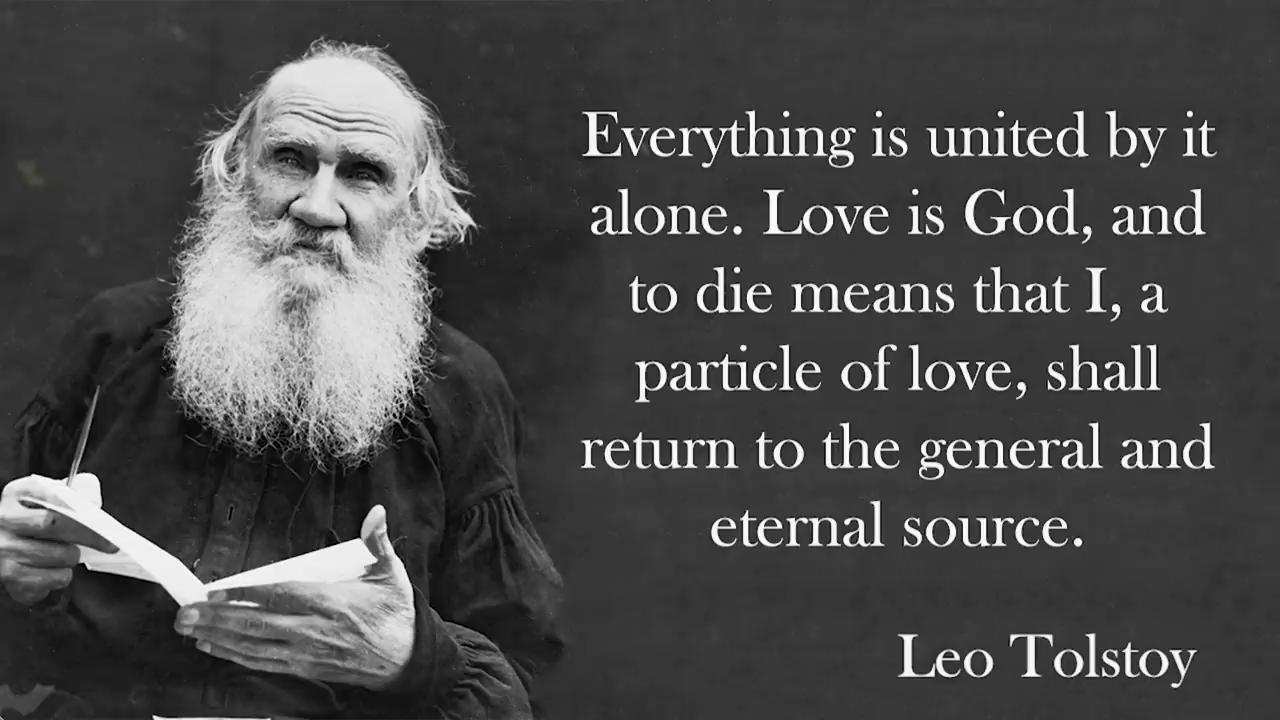 Everything is united by it
alone. Love is God, and
to die means that I, a
particle of love, shall
return to the general and
eternal source.
Leo Tolstoy